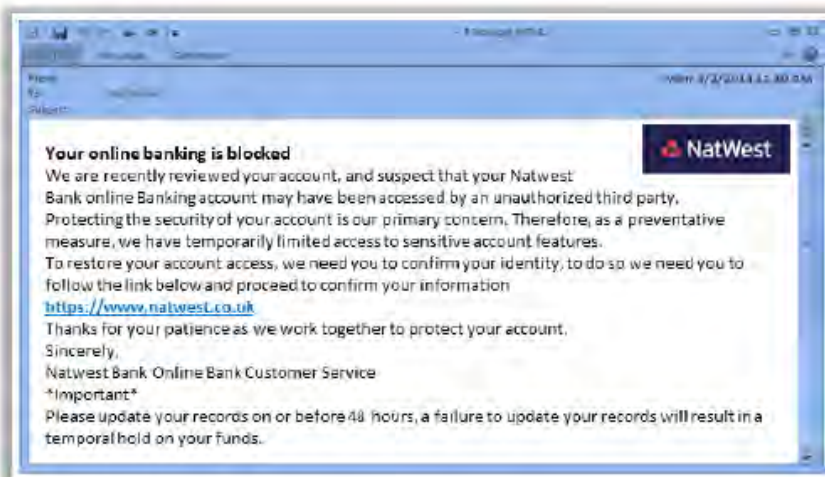 Your online banking is blocked
NatWest
We are recently reviewed your account, and suspect that your Natwest
Bank online Banking account may have been accessed by an unauthorized third party.
Protecting the security of your account is our primary concern. Therefore, as a preventative
measure, we have temporarily limited access to sensitive account features.
To restore your account access, we need you to confirm your identity, to do so we need you to
follow the link below and proceed to confirm your information
https://www.natwest.co.uk
Thanks for your patience as we work together to protect your account.
Sincerely,
Natwest Bank Online Bank Customer Service
*Important*
Please update your records on or before 48 hours, a failure to update your records will result in a
temporal hold on your funds.